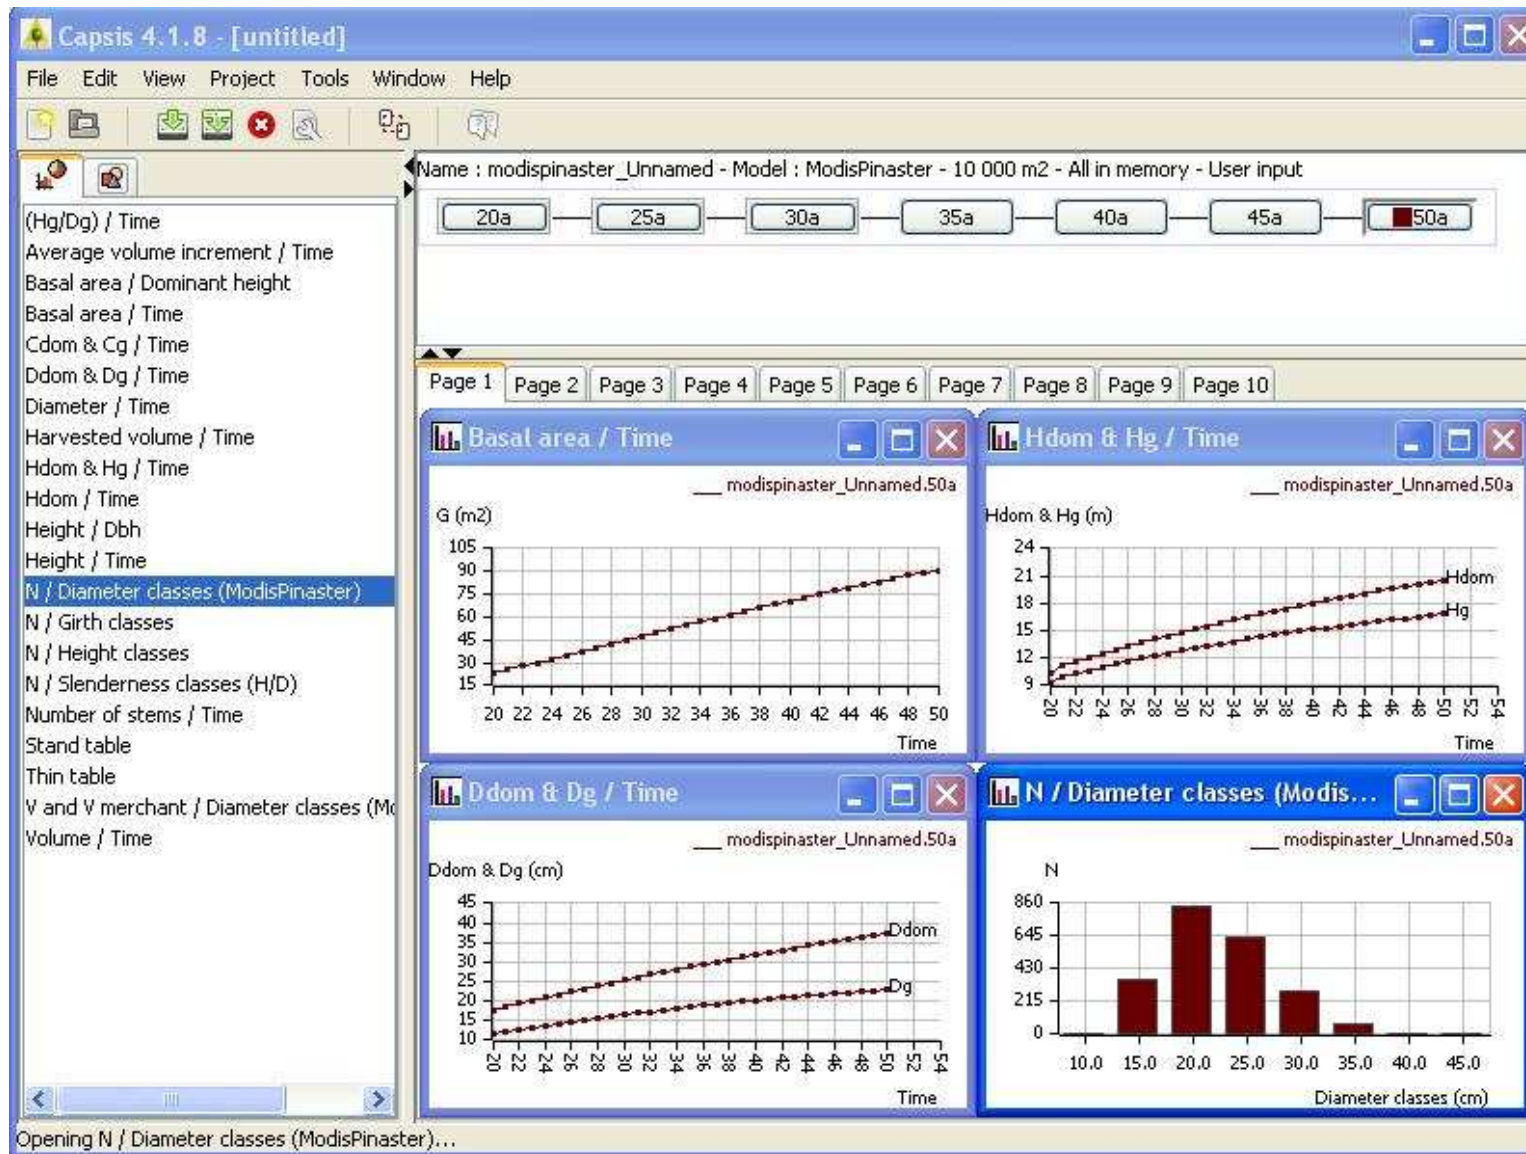 Capsis 4.1.8 - [untitled]
File Edit View Project Tools Window Help
Name : modispinaster_Unnamed - Model : ModisPinaster - 10 000 m2 - All in memory - User input
20a 25a 30a 35a 40a 45a 50a
(Hg/Dg) / Time
Average volume increment / Time
Basal area / Dominant height
Basal area / Time
Cdom & Cg / Time
Ddom & Dg / Time
Diameter / Time
Harvested volume / Time
Hdom & Hg / Time
Hdom / Time
Height / Dbh
Height / Time
N / Diameter classes (ModisPinaster)
N / Girth classes
N / Height classes
N / Slenderness classes (H/D)
Number of stems / Time
Stand table
Thin table
V and V merchant / Diameter classes (Mo
Volume / Time
Page 1 Page 2 Page 3 Page 4 Page 5 Page 6 Page 7 Page 8 Page 9 Page 10
Basal area / Time
___ modispinaster_Unnamed.50a
G (m2)
105
90
75
60
45
30
15
20 22 24 26 28 30 32 34 36 38 40 42 44 46 48 50
Time
Hdom & Hg / Time
___ modispinaster_Unnamed.50a
Hdom & Hg (m)
24
21
18
15
12
9
Hdom
Hg
20 22 24 26 28 30 32 34 36 38 40 42 44 46 48 50 52 54
Time
Ddom & Dg / Time
___ modispinaster_Unnamed.50a
Ddom & Dg (cm)
45
40
35
30
25
20
15
10
Ddom
Dg
20 22 24 26 28 30 32 34 36 38 40 42 44 46 48 50 52 54
Time
N / Diameter classes (Modis...
___ modispinaster_Unnamed.50a
N
860
645
430
215
0
10.0 15.0 20.0 25.0 30.0 35.0 40.0 45.0
Diameter classes (cm)
Opening N / Diameter classes (ModisPinaster)...